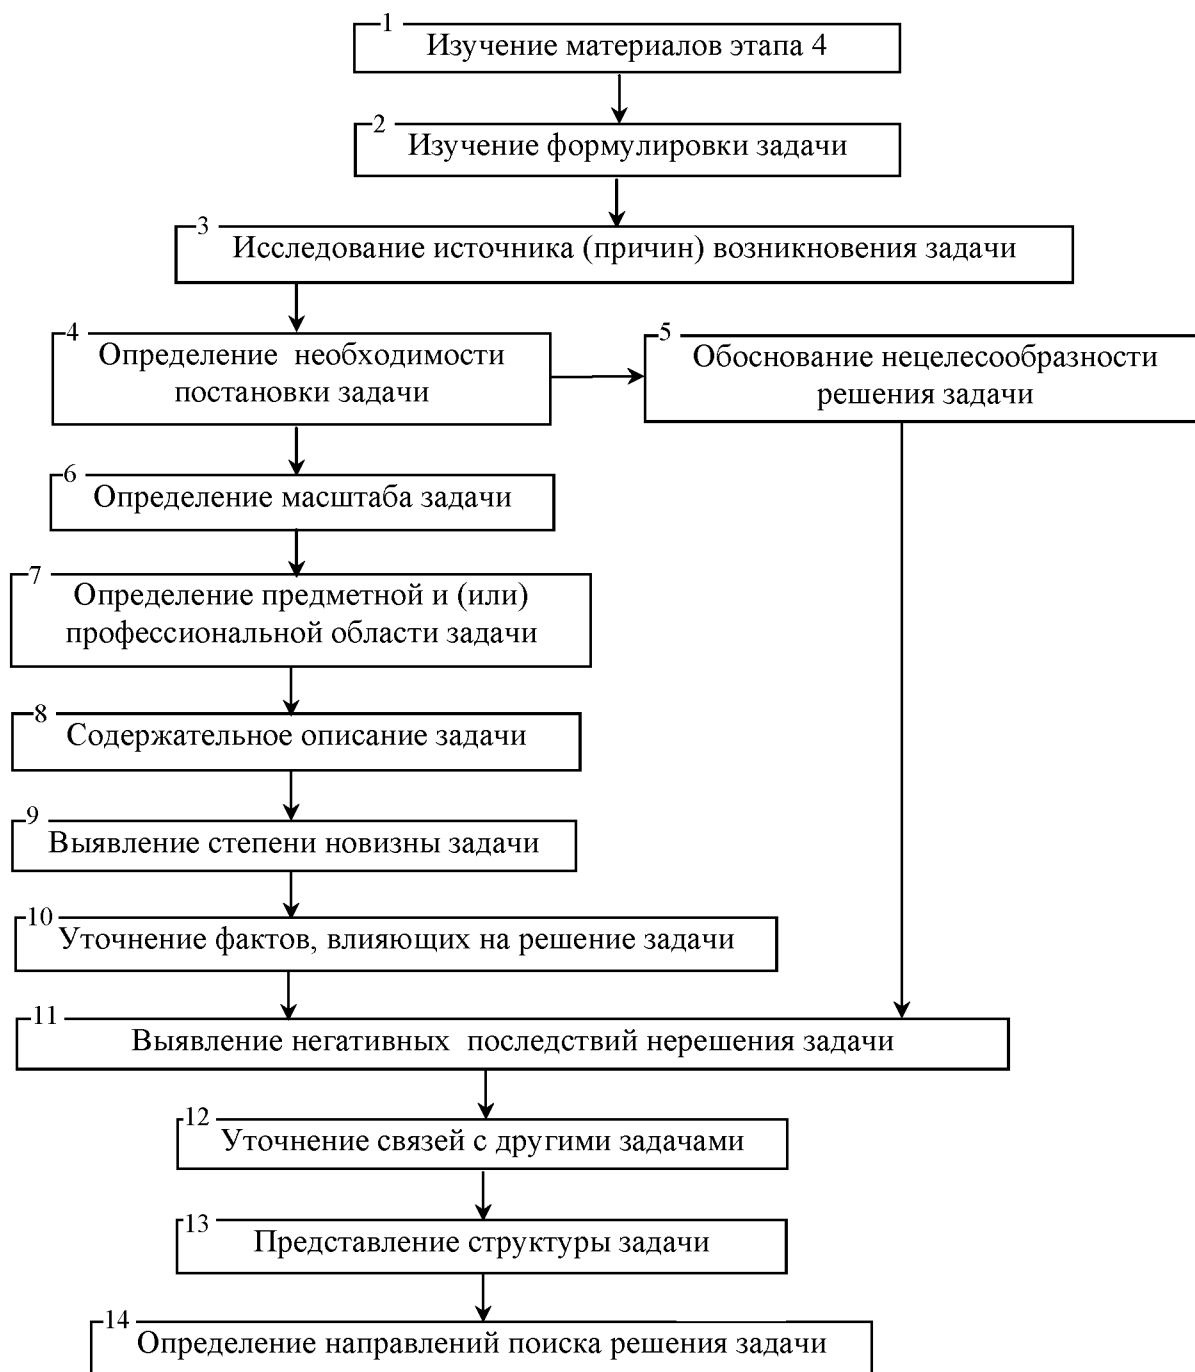 1
Изучение материалов этапа 4
2
Изучение формулировки задачи
3
Исследование источника (причин) возникновения задачи
4
Определение необходимости
постановки задачи
5
Обоснование нецелесообразности
решения задачи
6
Определение масштаба задачи
7
Определение предметной и (или)
профессиональной области задачи
8
Содержательное описание задачи
9
Выявление степени новизны задачи
10
Уточнение фактов, влияющих на решение задачи
11
Выявление негативных последствий нерешения задачи
12
Уточнение связей с другими задачами
13
Представление структуры задачи
14
Определение направлений поиска решения задачи